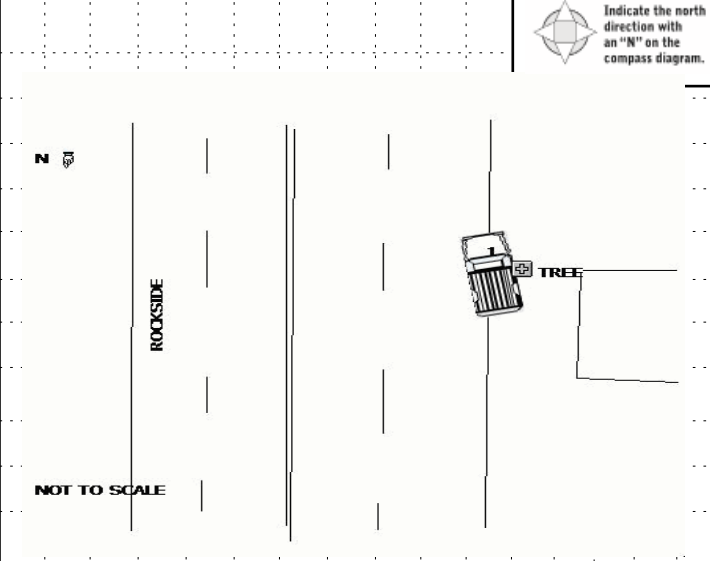 Indicate the north
direction with
an "N" on the
compass diagram.
N
1
TREE
ROCKSIDE
NOT TO SCALE